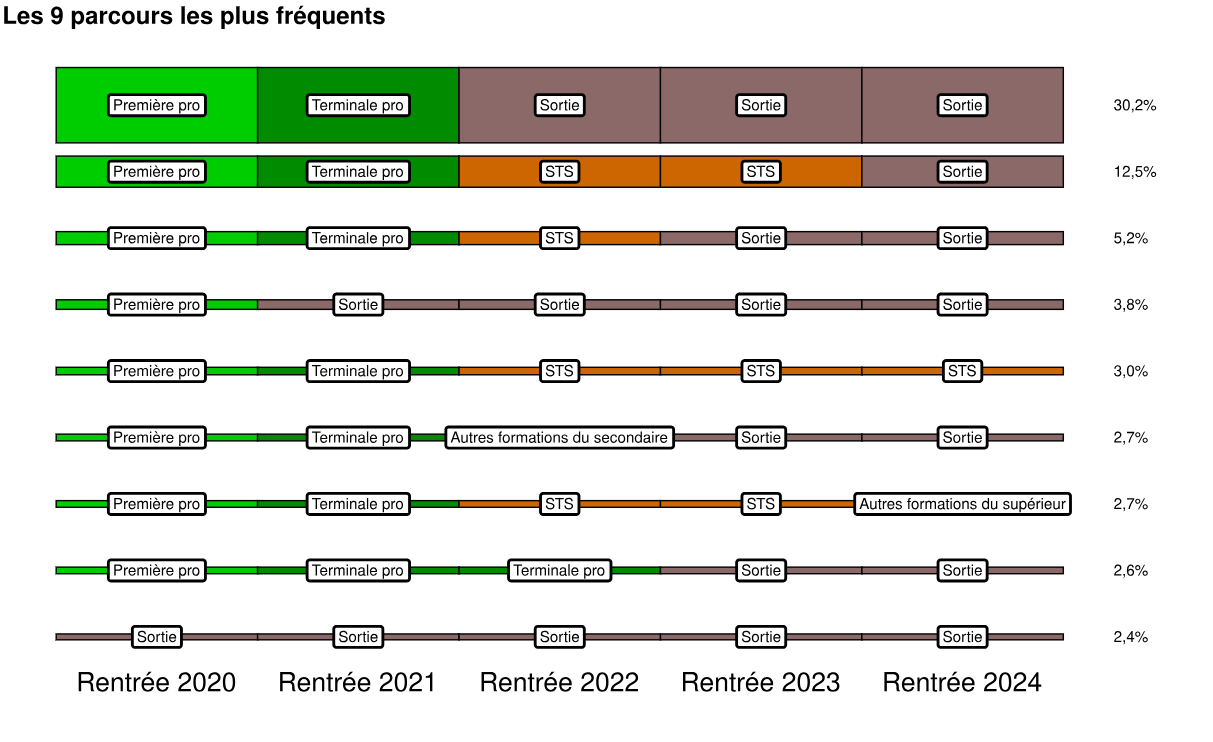 Les 9 parcours les plus fréquents
Première pro Terminale pro Sortie Sortie Sortie 30,2%
Première pro Terminale pro STS STS Sortie 12,5%
Première pro Terminale pro STS Sortie Sortie 5,2%
Première pro Sortie Sortie Sortie Sortie 3,8%
Première pro Terminale pro STS STS STS 3,0%
Première pro Terminale pro Autres formations du secondaire Sortie Sortie 2,7%
Première pro Terminale pro STS STS Autres formations du supérieur 2,7%
Première pro Terminale pro Terminale pro Sortie Sortie 2,6%
Sortie Sortie Sortie Sortie Sortie 2,4%
Rentrée 2020 Rentrée 2021 Rentrée 2022 Rentrée 2023 Rentrée 2024